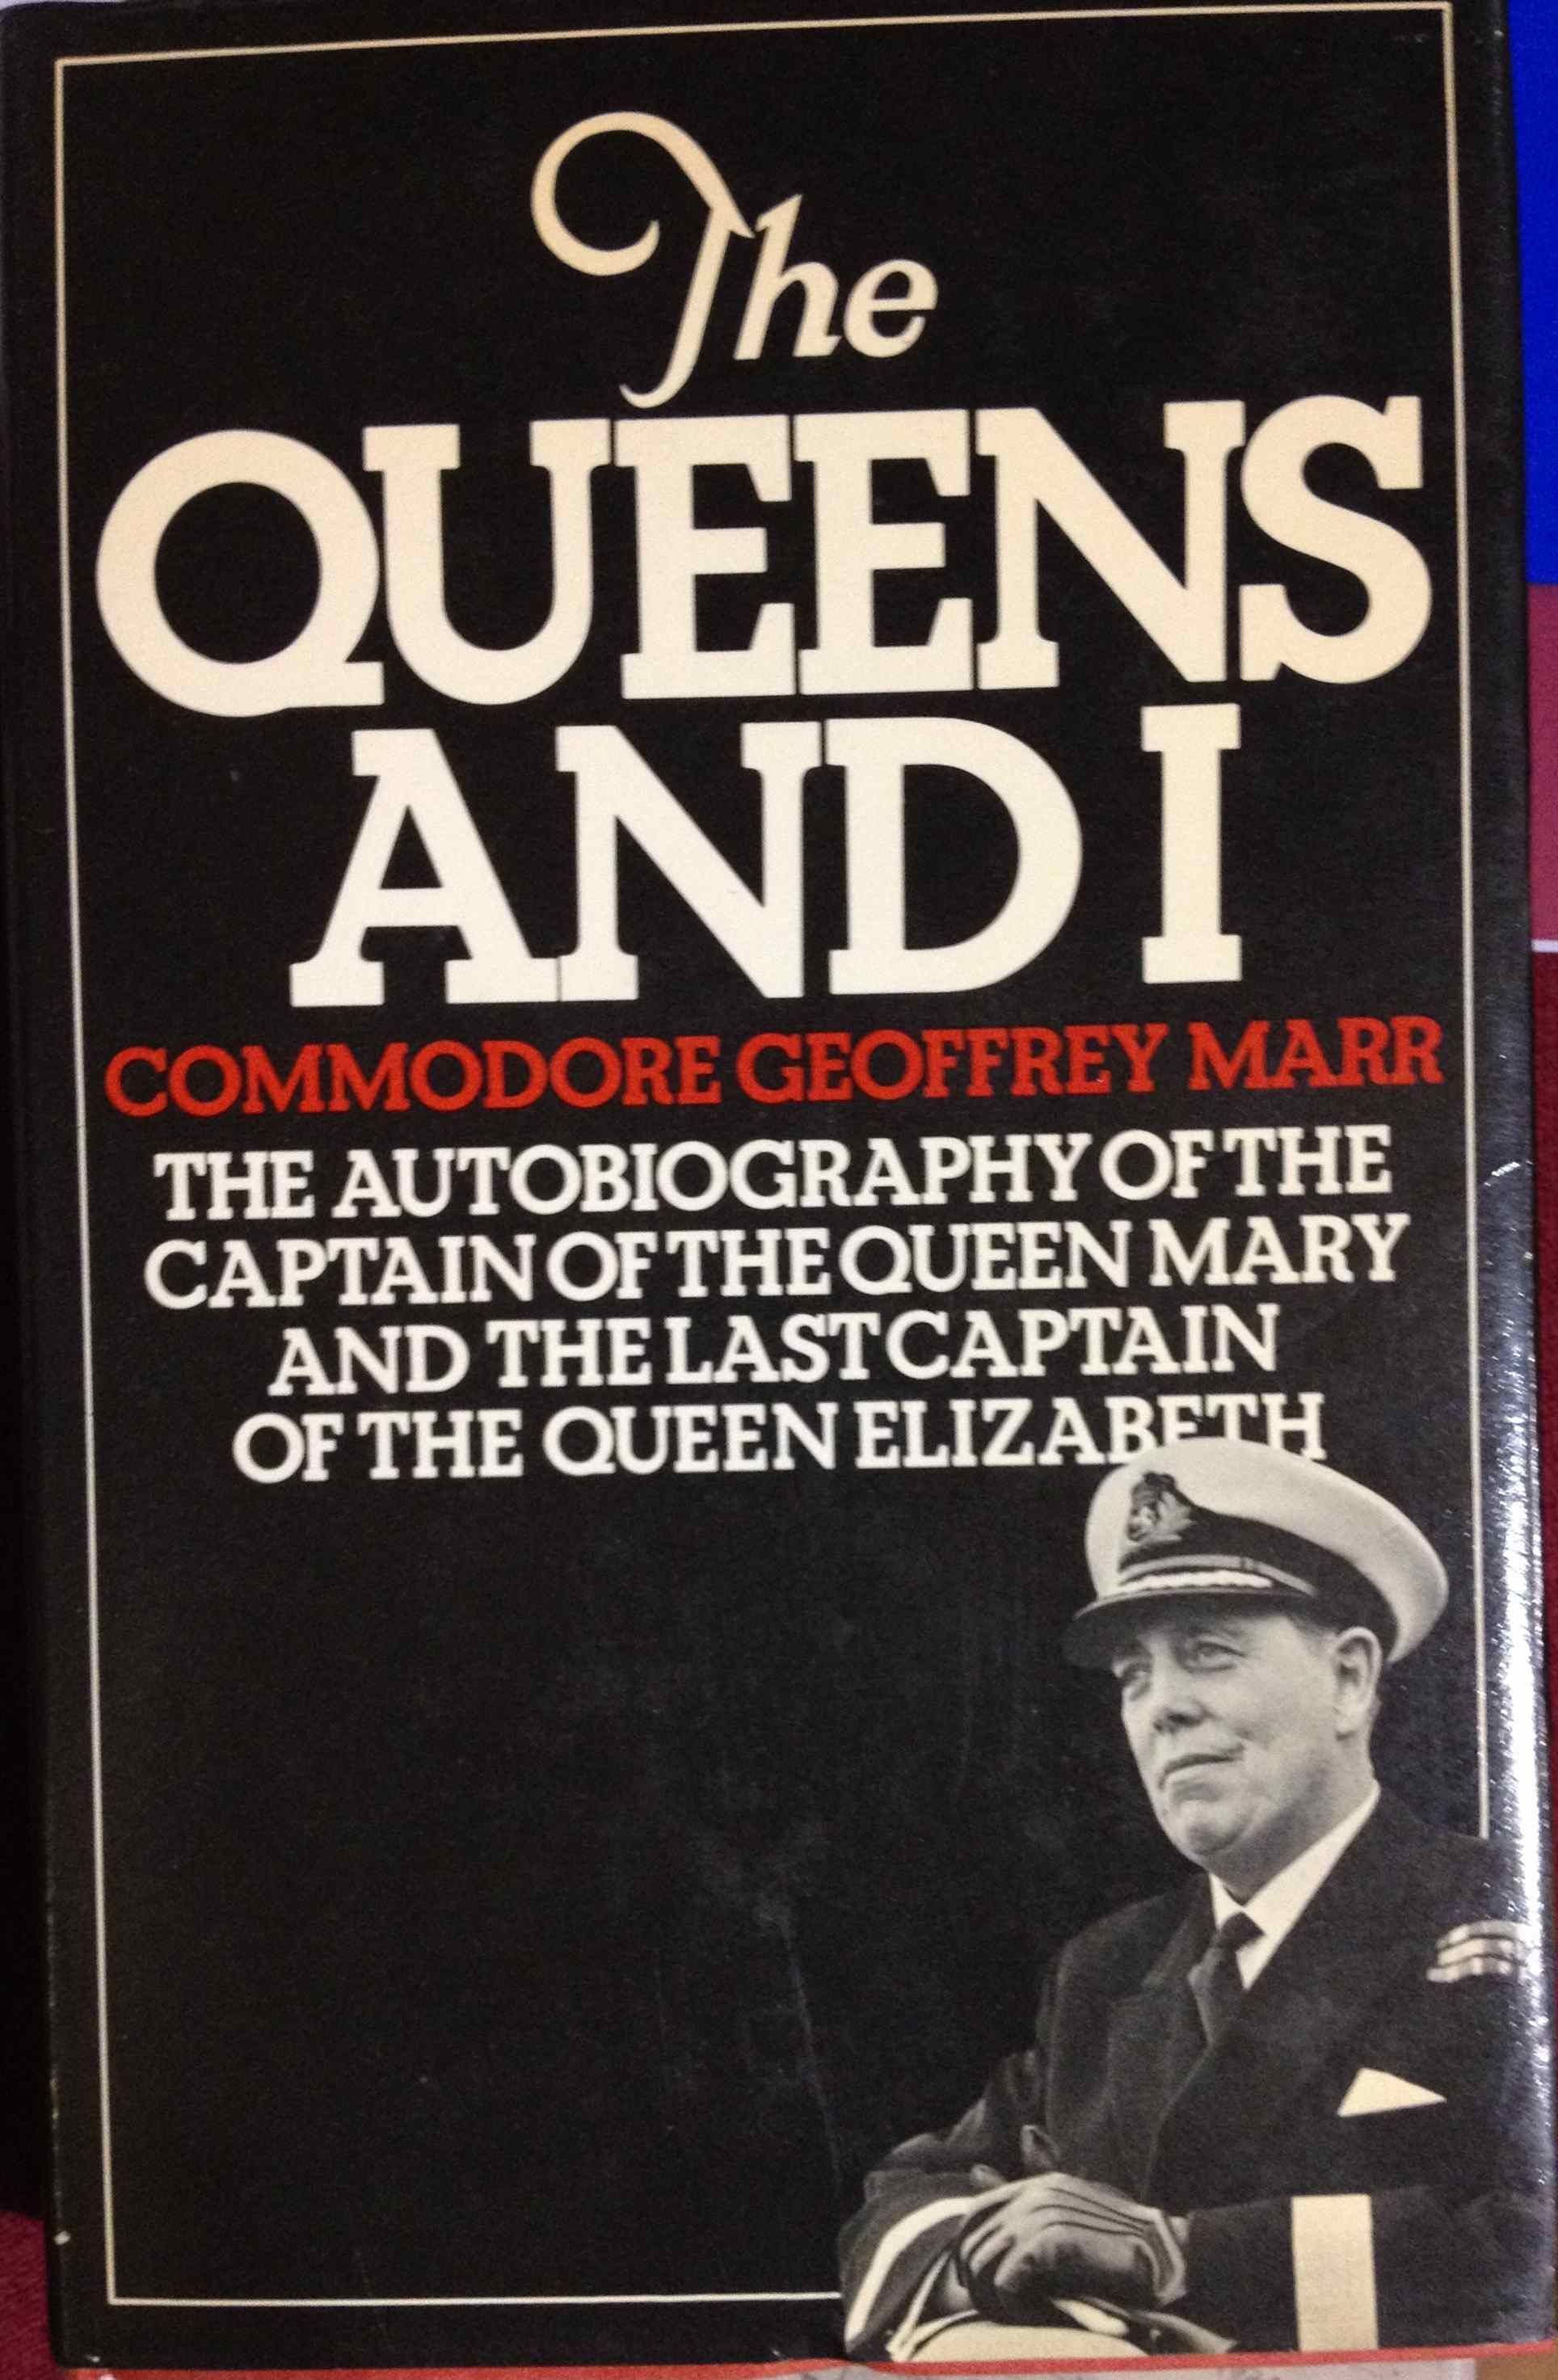 The
QUEENS
AND I
COMMODORE GEOFFREY MARR
THE AUTOBIOGRAPHY OF THE
CAPTAIN OF THE QUEEN MARY
AND THE LAST CAPTAIN
OF THE QUEEN ELIZABETH